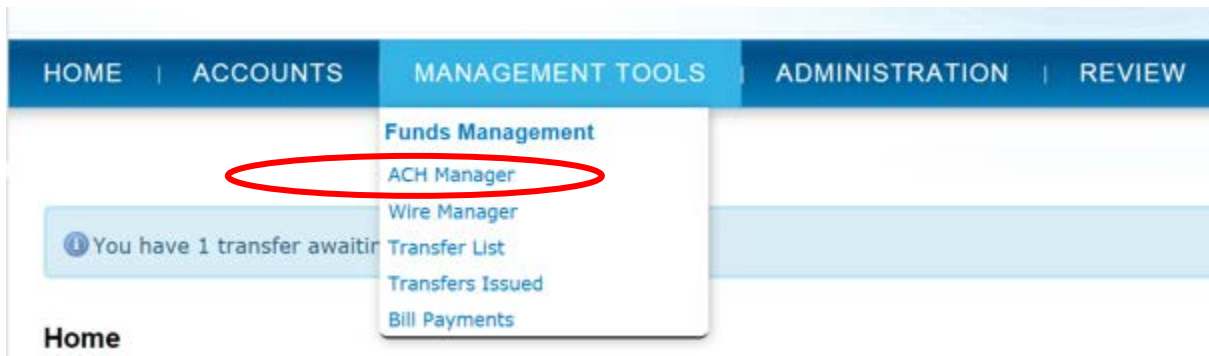 HOME | ACCOUNTS MANAGEMENT TOOLS | ADMINISTRATION | REVIEW
Funds Management
ACH Manager
Wire Manager
You have 1 transfer Transfer List
Transfers Issued
Bill Payments
Home